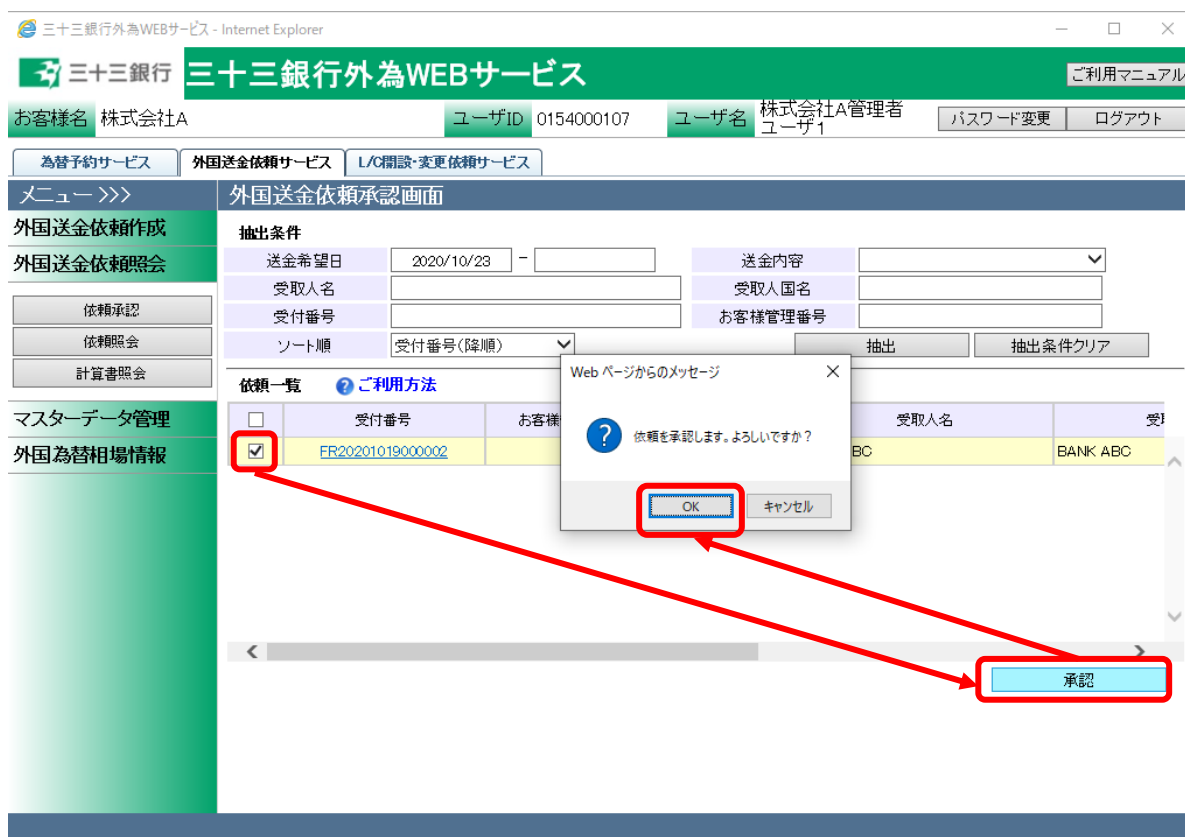 三十三銀行外為WEBサービス - Internet Explorer
三十三銀行 三十三銀行外為WEBサービス ご利用マニュアル
お客様名 株式会社A ユーザID 0154000107 ユーザ名 株式会社A管理者
ユーザ1 パスワード変更 ログアウト
為替予約サービス 外国送金依頼サービス L/C開設・変更依頼サービス
メニュー >>> 外国送金依頼承認画面
外国送金依頼作成
外国送金依頼照会
依頼承認
依頼照会
計算書照会
マスターデータ管理
外国為替相場情報
抽出条件
送金希望日 2020/10/23 - 送金内容
受取人名 受取人国名
受付番号 お客様管理番号
ソート順 受付番号(降順) 抽出 抽出条件クリア
依頼一覧 ? ご利用方法
受付番号 お客様 受取人名 受
FR20201019000002 BC BANK ABC
Web ページからのメッセージ
? 依頼を承認します。よろしいですか?
OK キャンセル
承認